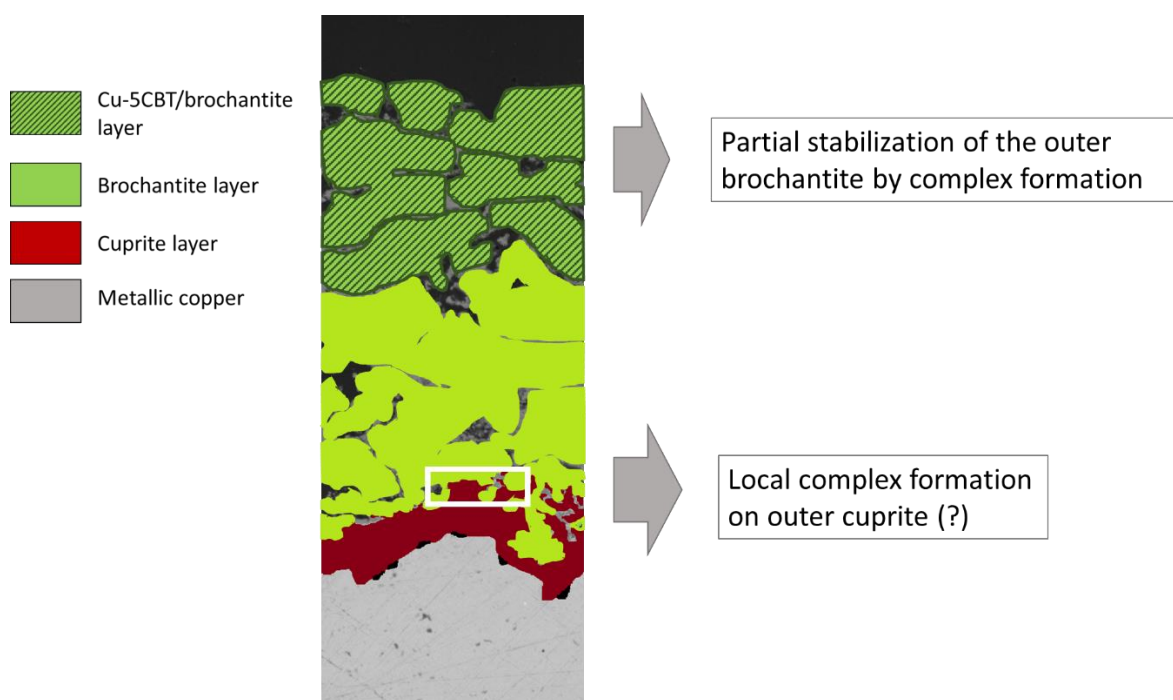 Cu-5CBT/brochantite
layer
Brochantite layer
Cuprite layer
Metallic copper
Partial stabilization of the outer
brochantite by complex formation
Local complex formation
on outer cuprite (?)